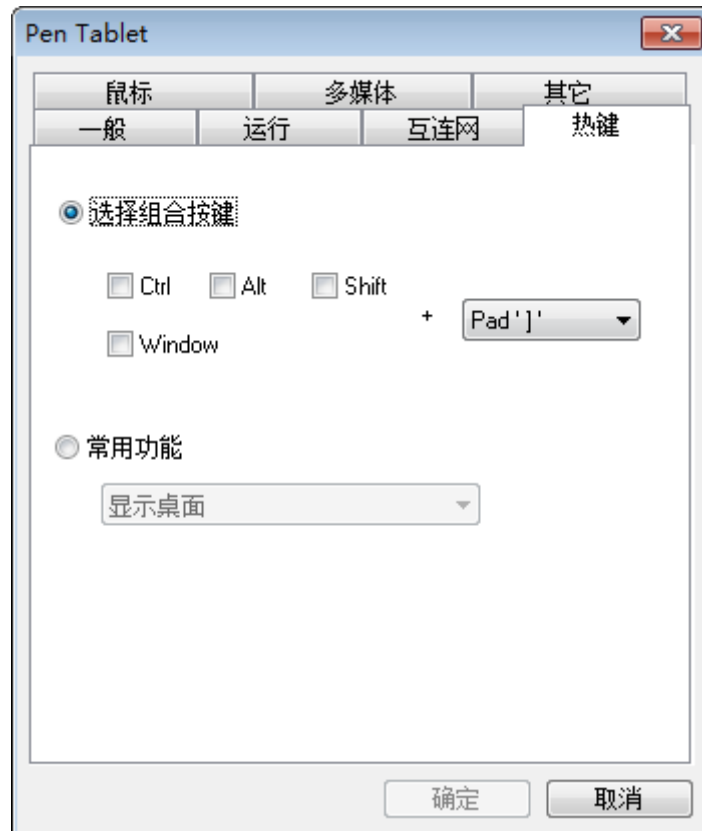 Pen Tablet
鼠标 多媒体 其它
一般 运行 互连网 热键
选择组合按键
Ctrl Alt Shift
+ Pad']'
Window
常用功能
显示桌面
确定 取消